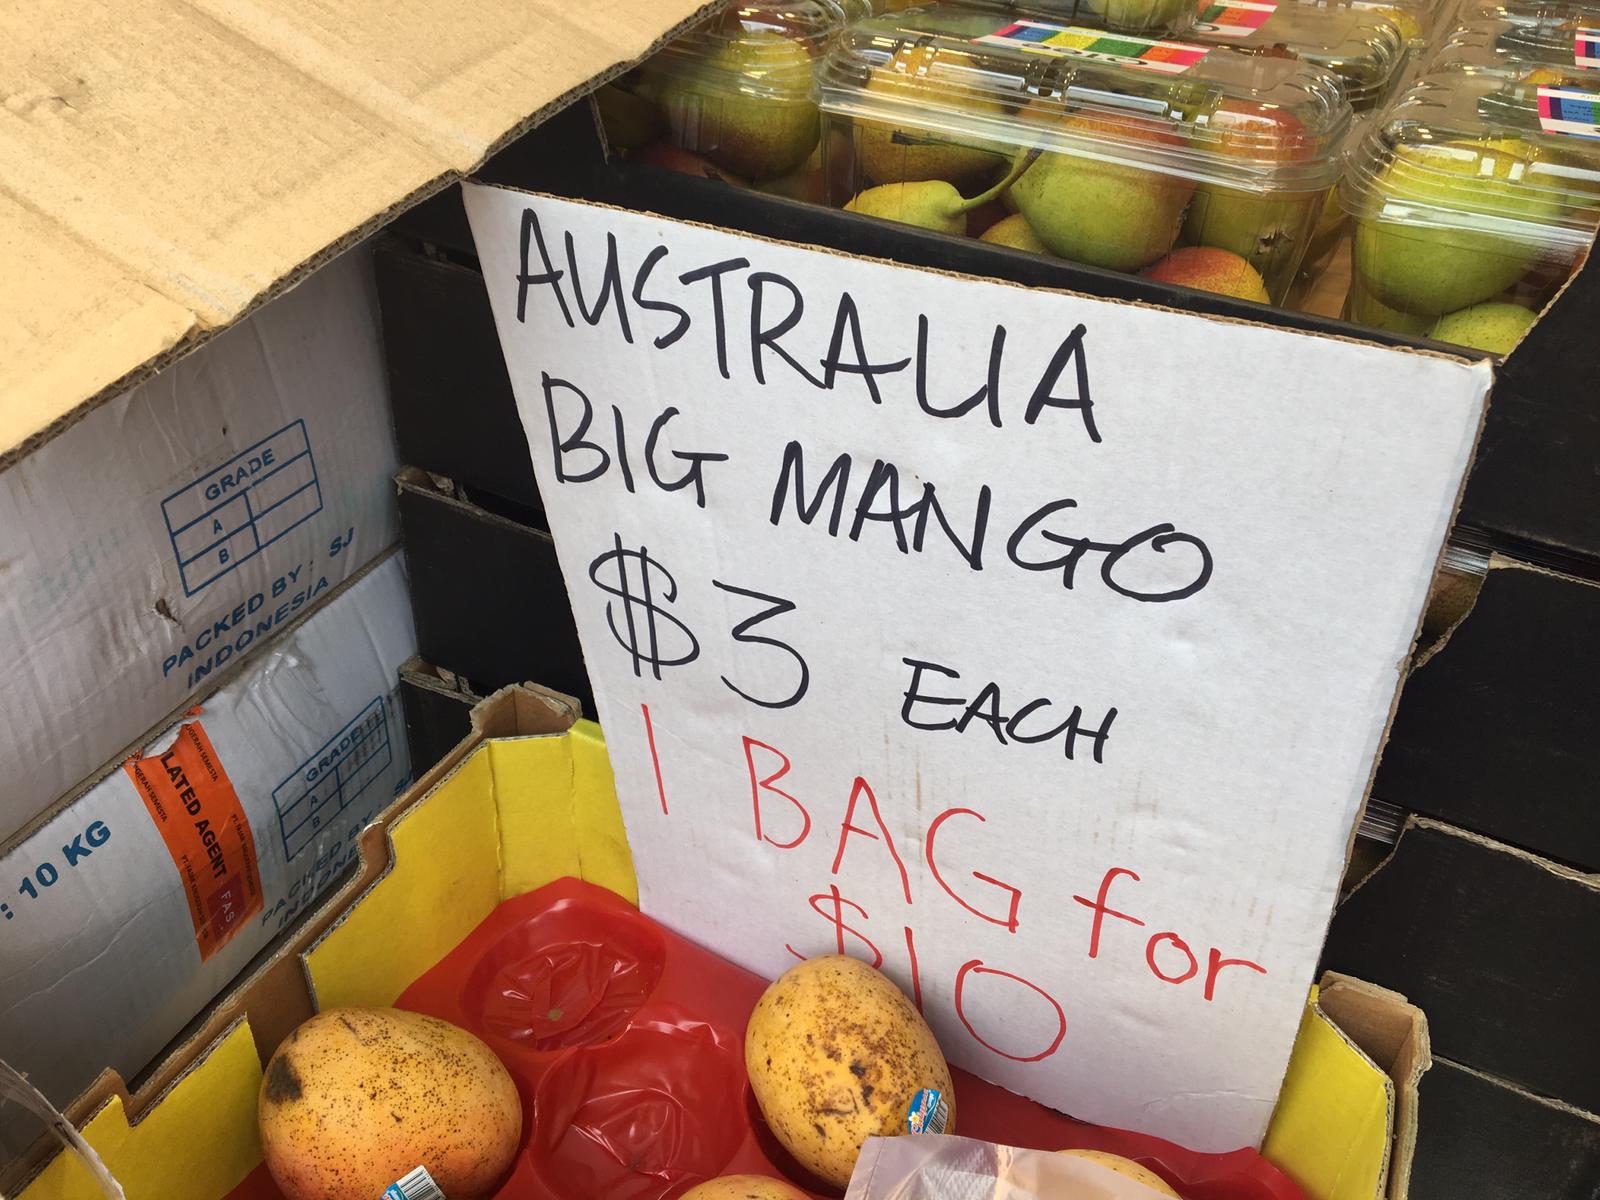 AUSTRALIA
BIG MANGO
$3 EACH
1 BAG for
$10
GRADE
A
B
PACKED BY: SJ
INDONESIA
GRADE
A
B
PACKED BY
: 10 KG
LATED AGENT